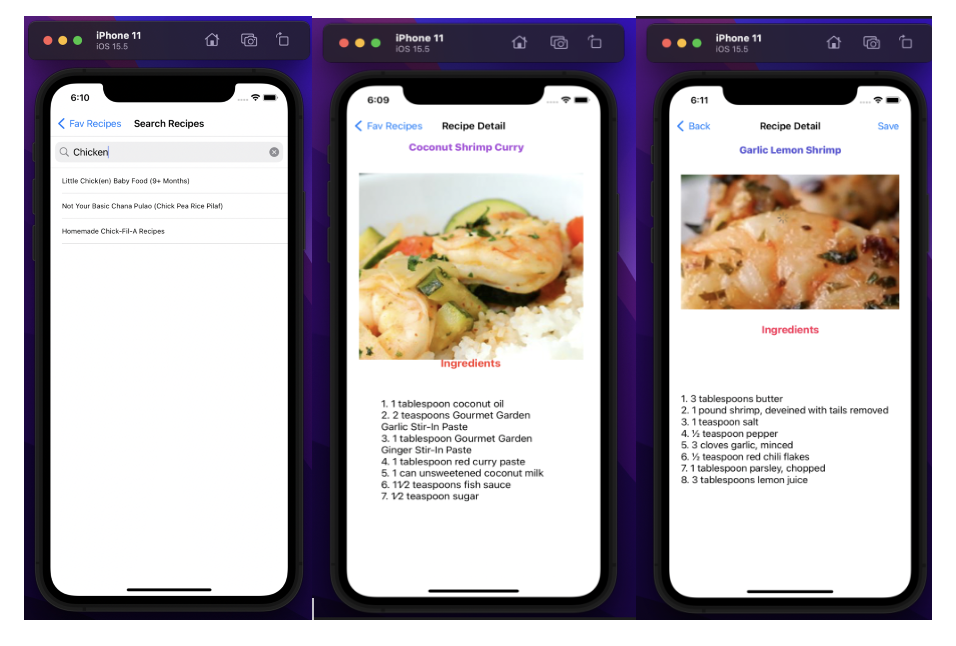 iPhone 11
iOS 15.5
6:10
Fav Recipes Search Recipes
Chicken
Little Chick(en) Baby Food (9+ Months)
Not Your Basic Chana Pulao (Chick Pea Rice Pilaf)
Homemade Chick-Fil-A Recipes
iPhone 11
iOS 15.5
6:09
Fav Recipes Recipe Detail
Coconut Shrimp Curry
Ingredients
1. 1 tablespoon coconut oil
2. 2 teaspoons Gourmet Garden
Garlic Stir-In Paste
3. 1 tablespoon Gourmet Garden
Ginger Stir-In Paste
4. 1 tablespoon red curry paste
5. 1 can unsweetened coconut milk
6. 11⁄2 teaspoons fish sauce
7. 1⁄2 teaspoon sugar
iPhone 11
iOS 15.5
6:11
Back Recipe Detail Save
Garlic Lemon Shrimp
Ingredients
1. 3 tablespoons butter
2. 1 pound shrimp, deveined with tails removed
3. 1 teaspoon salt
4. ½ teaspoon pepper
5. 3 cloves garlic, minced
6. ½ teaspoon red chili flakes
7. 1 tablespoon parsley, chopped
8. 3 tablespoons lemon juice